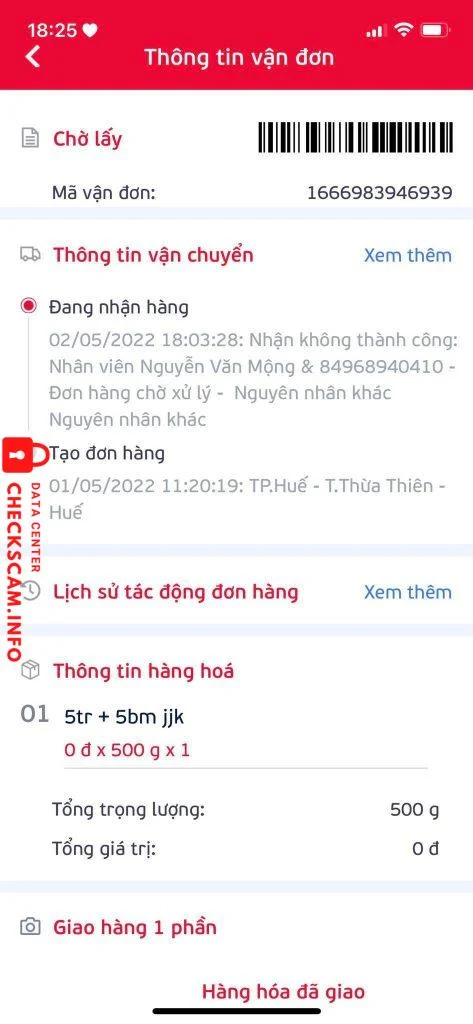 18:25
Thông tin vận đơn
Chờ lấy
Mã vận đơn: 1666983946939
Thông tin vận chuyển Xem thêm
Đang nhận hàng
02/05/2022 18:03:28: Nhận không thành công:
Nhân viên Nguyễn Văn Mộng & 84968940410 -
Đơn hàng chờ xử lý - Nguyên nhân khác
Nguyên nhân khác
Tạo đơn hàng
01/05/2022 11:20:19: TP.Huế - T.Thừa Thiên -
Huế
DATA CENTER
CHECKSCAM.INFO
Lịch sử tác động đơn hàng Xem thêm
Thông tin hàng hoá
01 5tr + 5bm jjk
0 đ x 500 g x 1
Tổng trọng lượng: 500 g
Tổng giá trị: 0 đ
Giao hàng 1 phần
Hàng hóa đã giao